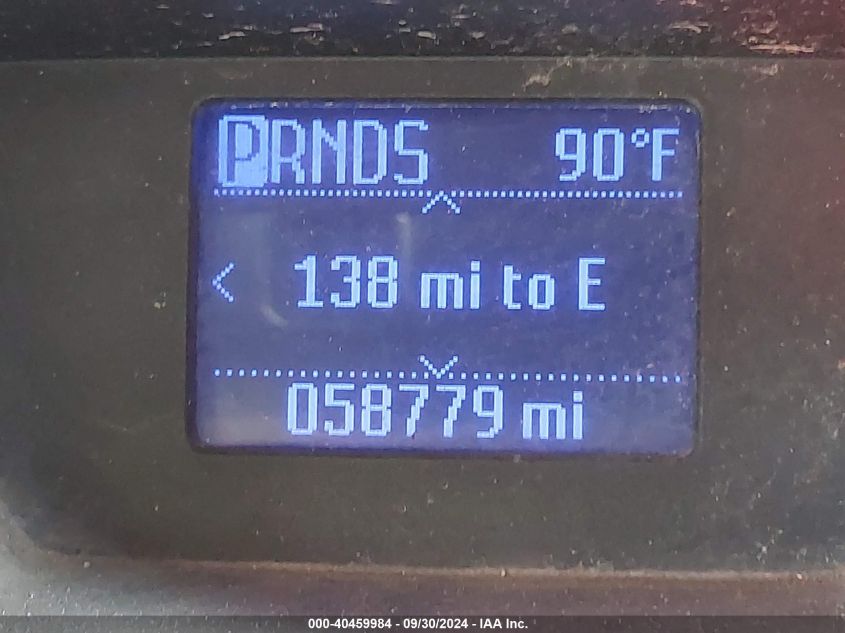 PRNDS 90°F
< 138 mi to E
058779 mi
000-40459984 - 09/30/2024 - IAA Inc.